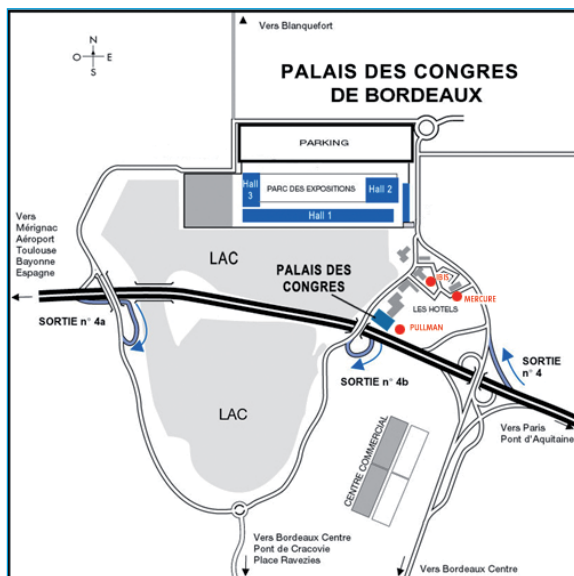 Vers Blanquefort
N
O
E
S
PALAIS DES CONGRES
DE BORDEAUX
PARKING
Hall
3
PARC DES EXPOSITIONS
Hall 2
Hall 1
Vers
Mérignac
Aéroport
Toulouse
Bayonne
Espagne
LAC
PALAIS DES
CONGRES
IBIS
MERCURE
LES HOTELS
PULLMAN
SORTIE n° 4a
SORTIE
n° 4
SORTIE n° 4b
LAC
Vers Paris
Pont d'Aquitaine
CENTRE COMMERCIAL
Vers Bordeaux Centre
Pont de Cracovie
Place Ravezies
Vers Bordeaux Centre